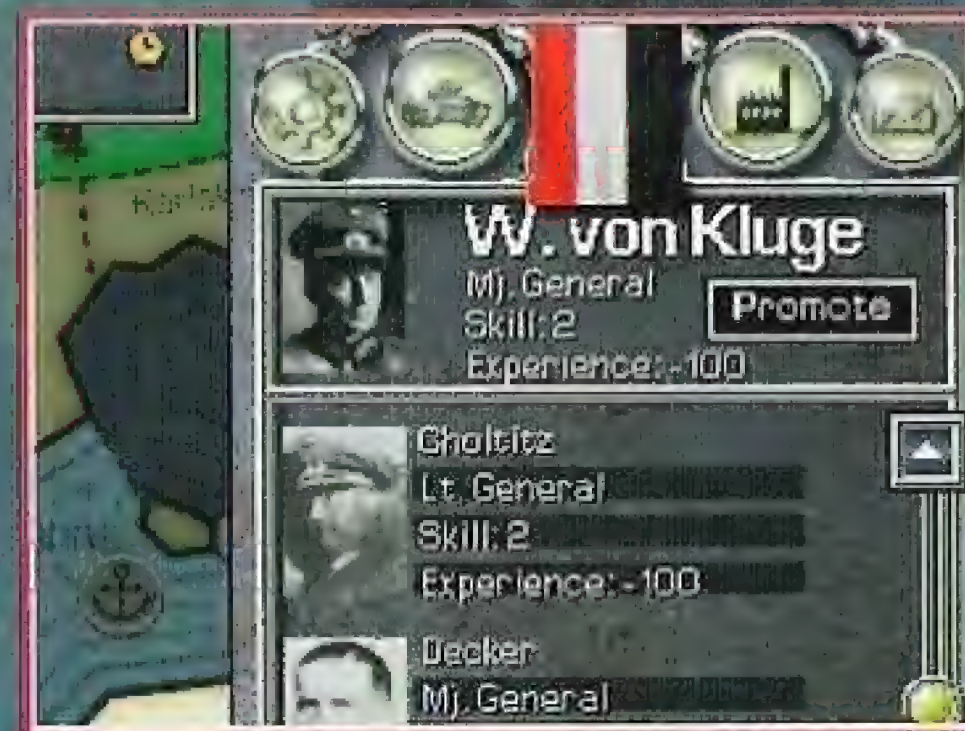 W. von Kluge
Mj. General
Promote
Skill: 2
Experience: -100
Choltitz
Lt. General
Skill: 2
Experience: -100
Decker
Mj. General